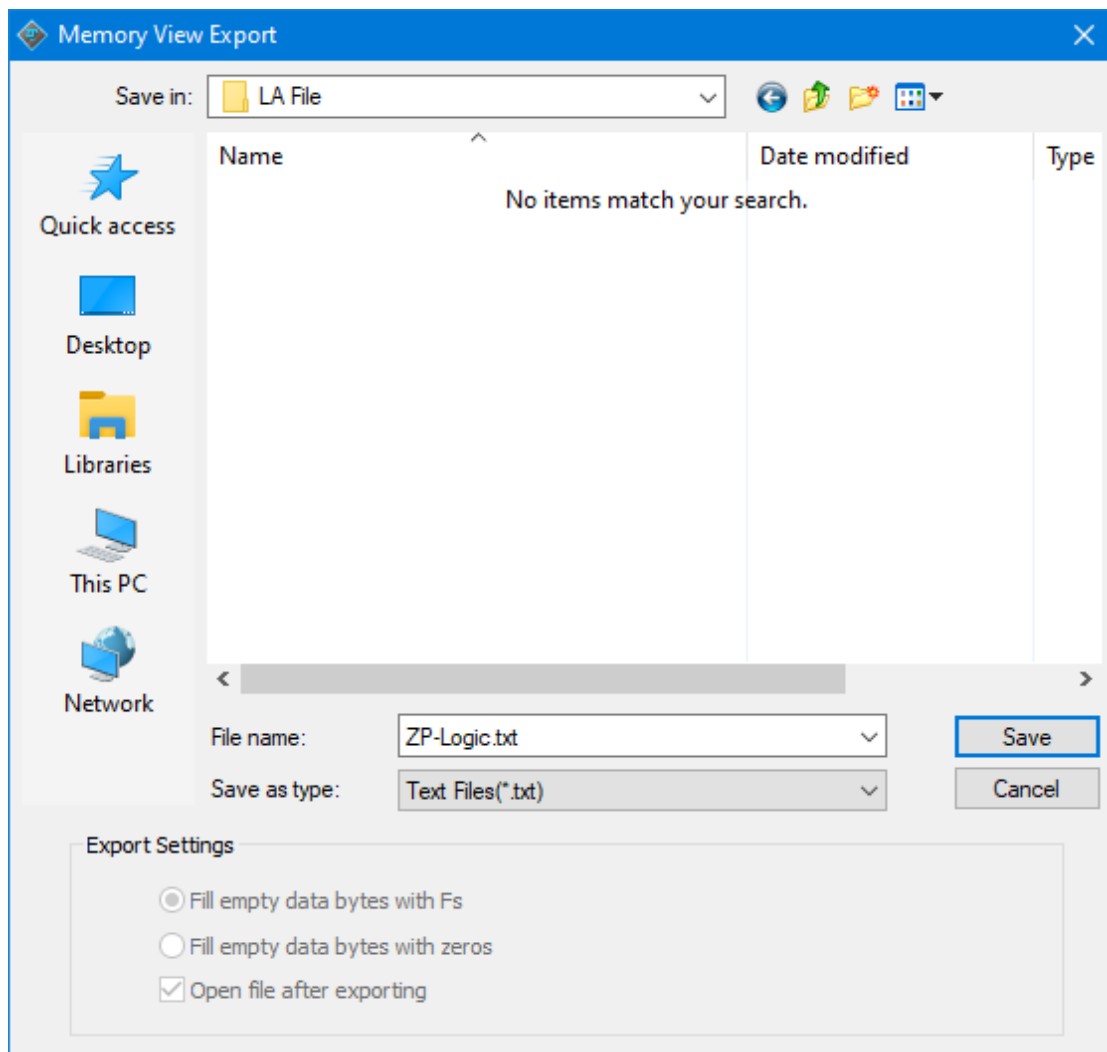 Memory View Export
Save in: LA File
Name Date modified Type
No items match your search.
Quick access
Desktop
Libraries
This PC
Network
File name: ZP-Logic.txt Save
Save as type: Text Files(*.txt) Cancel
Export Settings
Fill empty data bytes with Fs
Fill empty data bytes with zeros
Open file after exporting